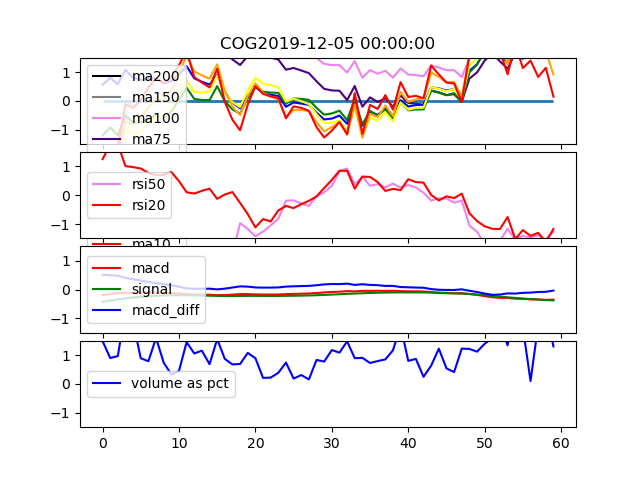 COG2019-12-05 00:00:00
1
0
−1
ma200
ma150
ma100
ma75
1
0
−1
rsi50
rsi20
ma10
1
0
−1
macd
signal
macd_diff
1
0
−1
volume as pct
0 10 20 30 40 50 60